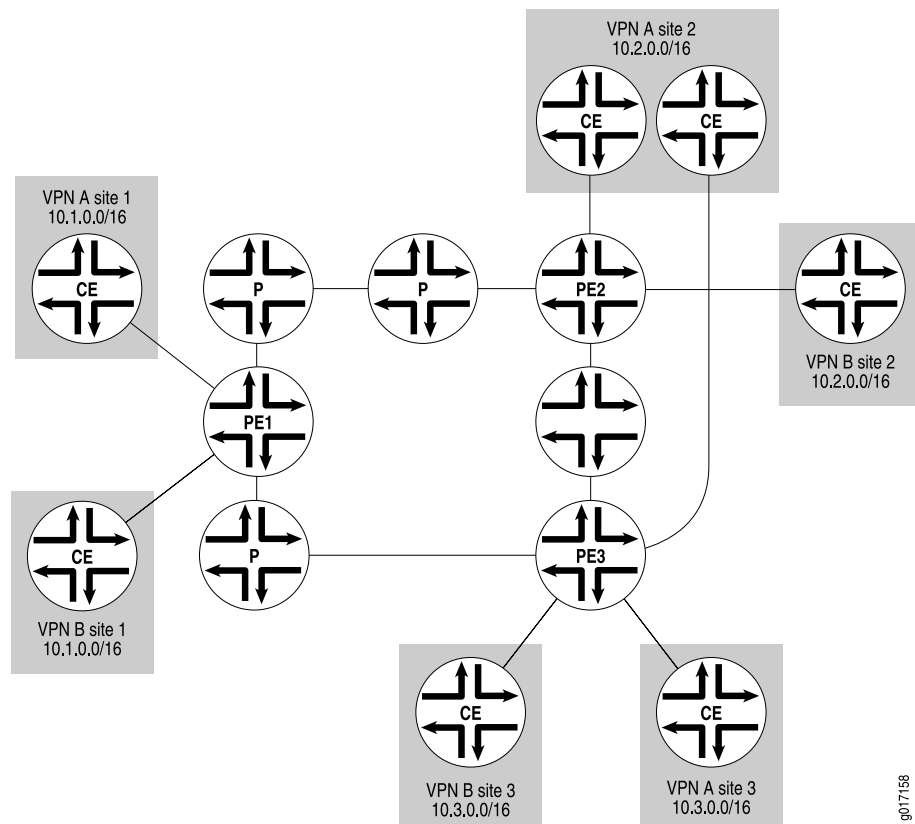 VPN A site 2
10.2.0.0/16
CE
CE
VPN A site 1
10.1.0.0/16
CE
P
P
PE2
CE
VPN B site 2
10.2.0.0/16
PE1
CE
VPN B site 1
10.1.0.0/16
P
PE3
CE
VPN B site 3
10.3.0.0/16
CE
VPN A site 3
10.3.0.0/16
g017158